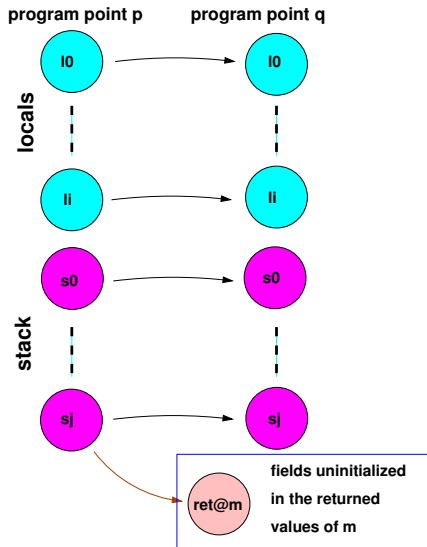 program point p
program point q
l0
l0
locals
li
li
s0
s0
stack
sj
sj
ret@m
fields uninitialized
in the returned
values of m